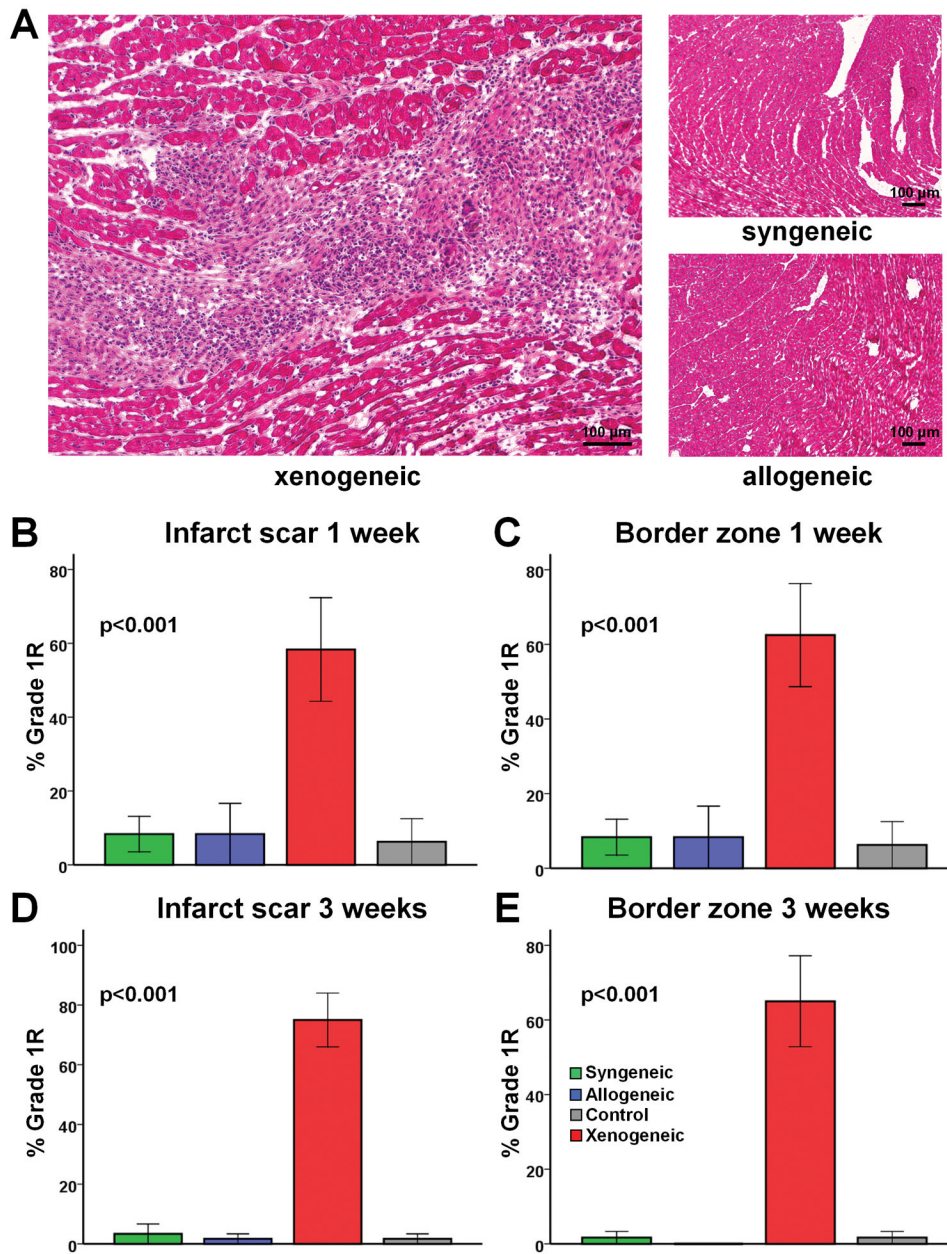 A
100 µm
xenogeneic
100 µm
syngeneic
100 µm
allogeneic
B Infarct scar 1 week
% Grade 1R
80
60
40
20
0
p<0.001
C Border zone 1 week
% Grade 1R
80
60
40
20
0
p<0.001
D Infarct scar 3 weeks
% Grade 1R
100
80
60
40
20
0
p<0.001
E Border zone 3 weeks
% Grade 1R
80
60
40
20
0
p<0.001
Syngeneic
Allogeneic
Control
Xenogeneic